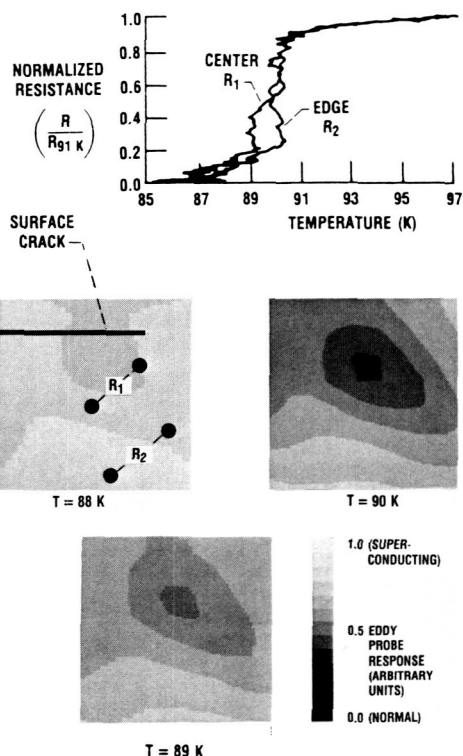 1.0
0.8
0.6
0.4
0.2
0.0
NORMALIZED
RESISTANCE
( R / R91 K )
CENTER
R1
EDGE
R2
85 87 89 91 93 95 97
TEMPERATURE (K)
SURFACE
CRACK
R1
R2
T = 88 K
T = 90 K
1.0 (SUPER-
CONDUCTING)
0.5 EDDY
PROBE
RESPONSE
(ARBITRARY
UNITS)
0.0 (NORMAL)
T = 89 K